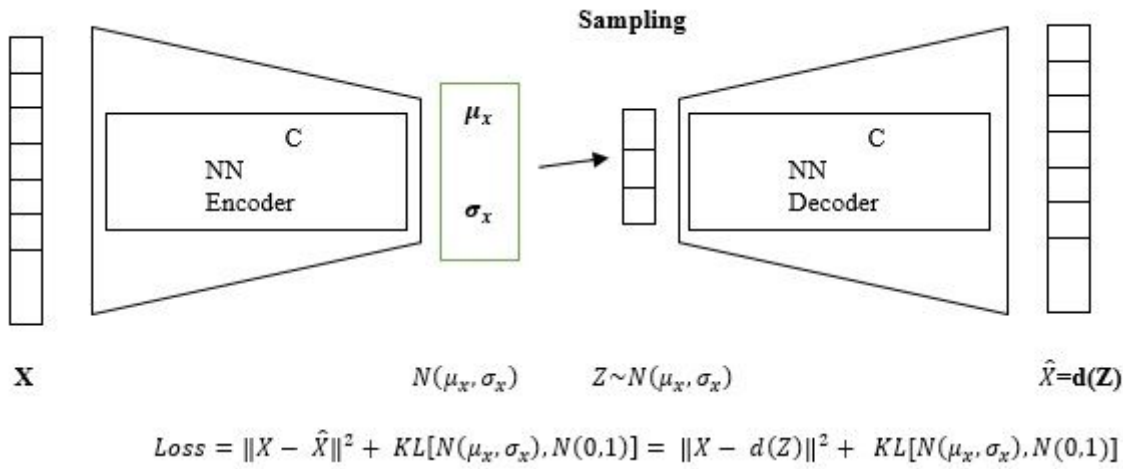 Sampling
C
NN
Encoder
μₓ
σₓ
C
NN
Decoder
X
N(μₓ, σₓ)
Z~N(μₓ, σₓ)
X̂=d(Z)
Loss = ‖X − X̂‖² + KL[N(μₓ, σₓ), N(0,1)] = ‖X − d(Z)‖² + KL[N(μₓ, σₓ), N(0,1)]